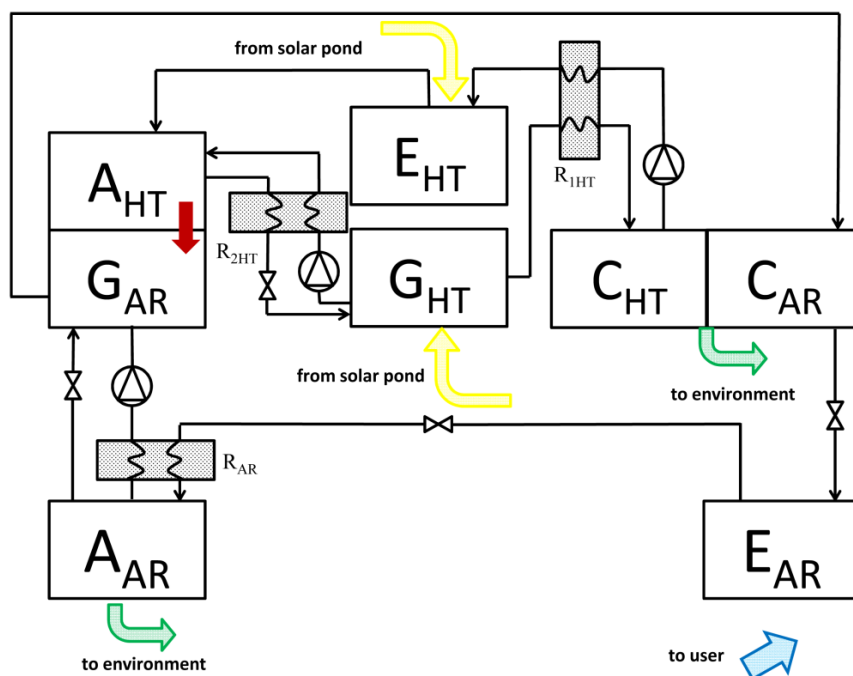 from solar pond
E_HT
R_1HT
A_HT
R_2HT
G_AR
G_HT
C_HT
C_AR
from solar pond
to environment
R_AR
A_AR
E_AR
to environment
to user